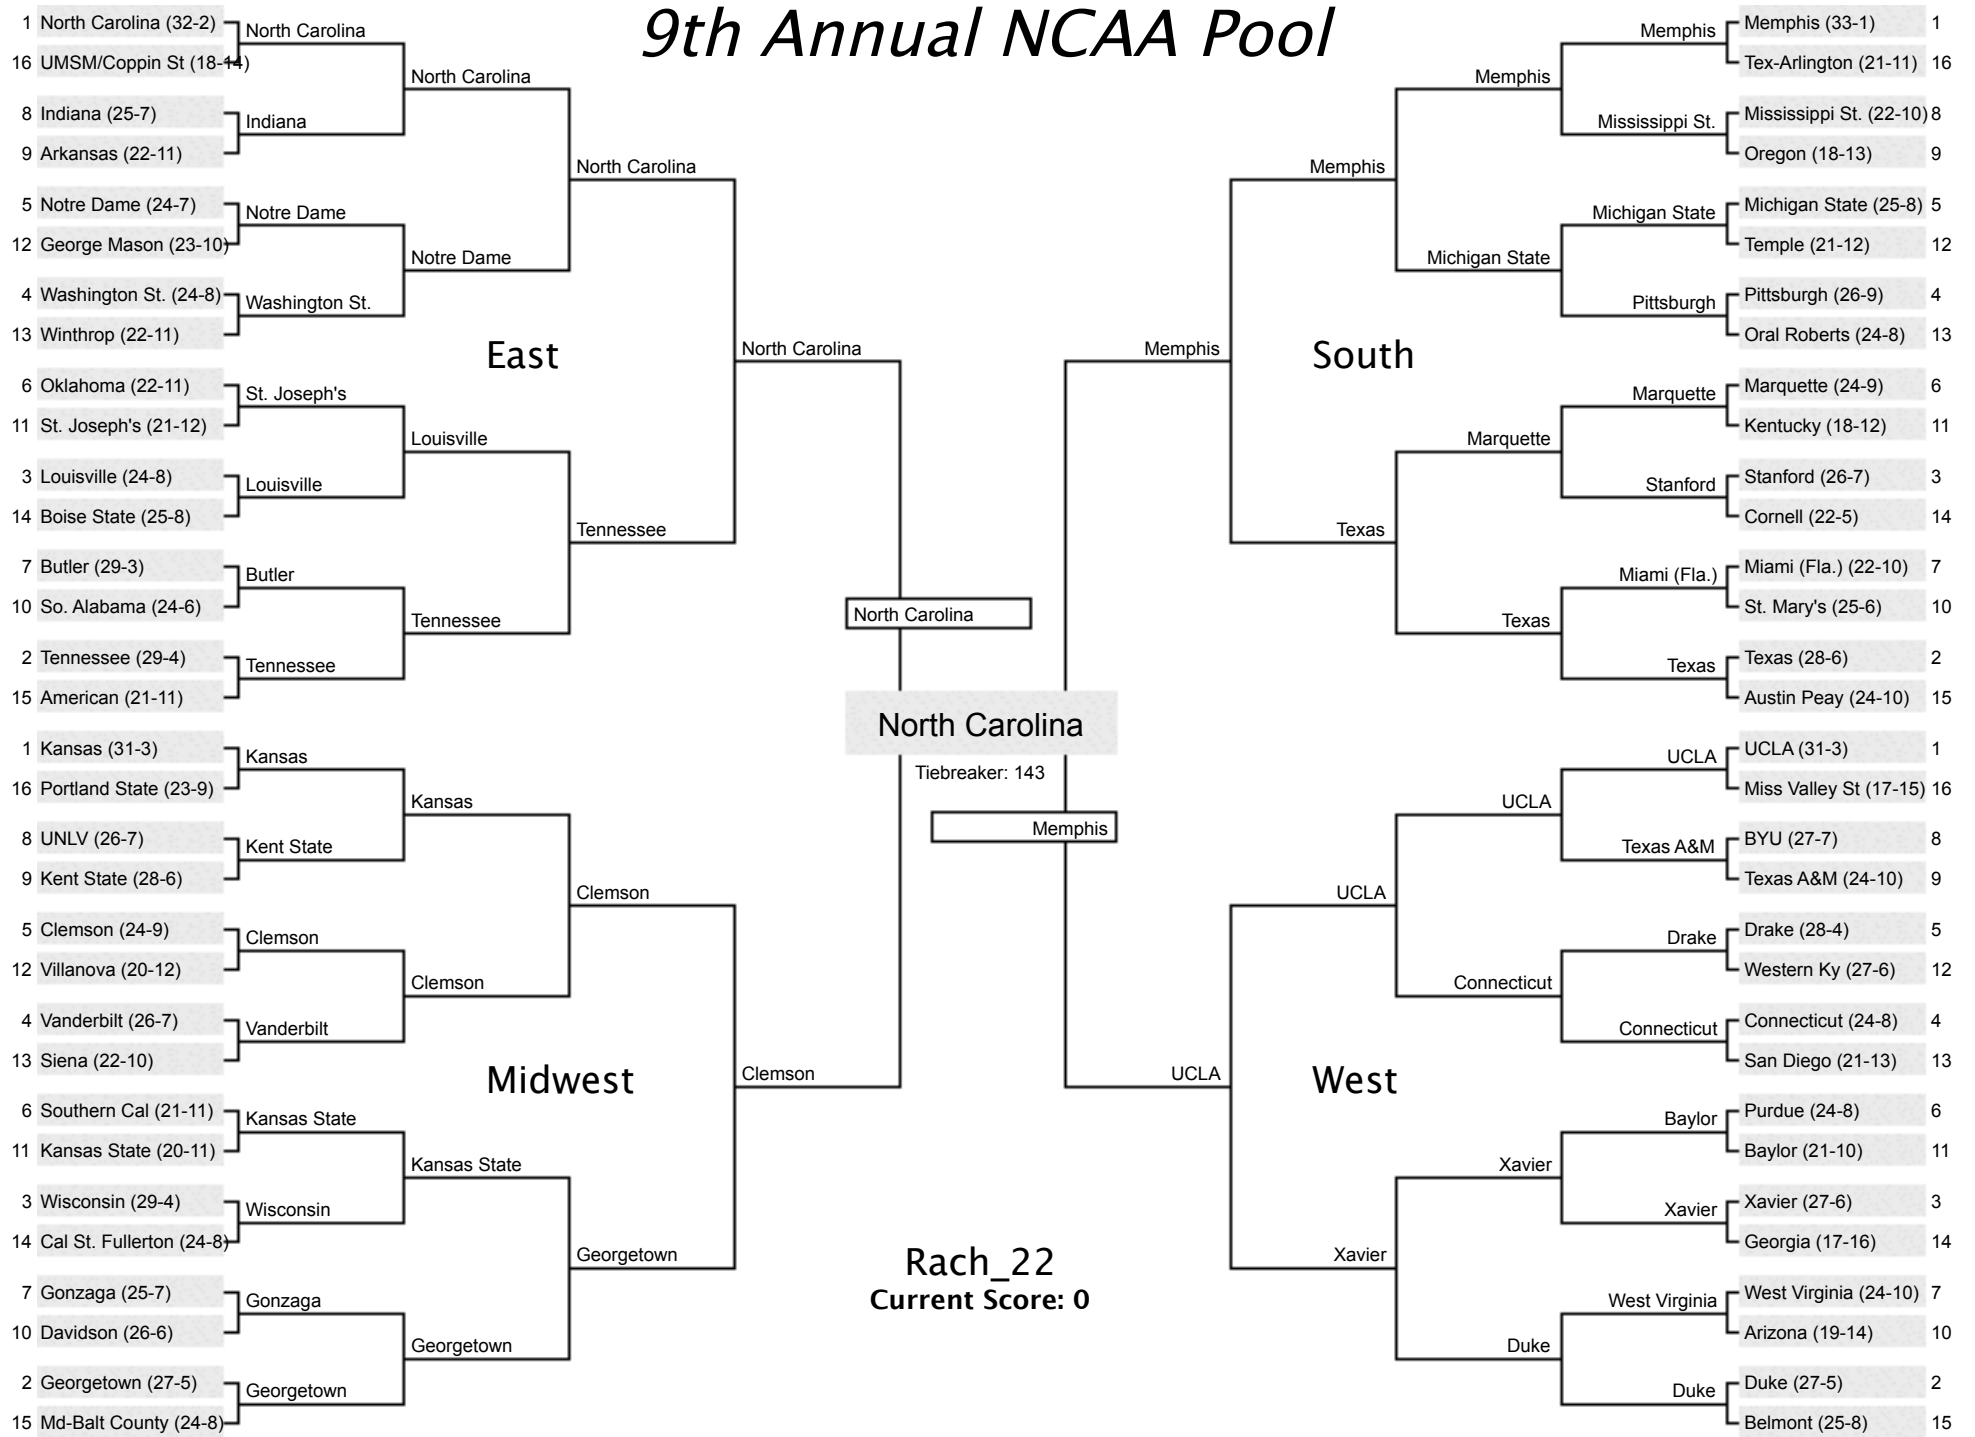 9th Annual NCAA Pool
1 North Carolina (32-2)
16 UMSM/Coppin St (18-14)
8 Indiana (25-7)
9 Arkansas (22-11)
5 Notre Dame (24-7)
12 George Mason (23-10)
4 Washington St. (24-8)
13 Winthrop (22-11)
6 Oklahoma (22-11)
11 St. Joseph's (21-12)
3 Louisville (24-8)
14 Boise State (25-8)
7 Butler (29-3)
10 So. Alabama (24-6)
2 Tennessee (29-4)
15 American (21-11)
North Carolina
Indiana
Notre Dame
Washington St.
St. Joseph's
Louisville
Butler
Tennessee
North Carolina
Notre Dame
Louisville
Tennessee
North Carolina
Tennessee
East
North Carolina
1 Kansas (31-3)
16 Portland State (23-9)
8 UNLV (26-7)
9 Kent State (28-6)
5 Clemson (24-9)
12 Villanova (20-12)
4 Vanderbilt (26-7)
13 Siena (22-10)
6 Southern Cal (21-11)
11 Kansas State (20-11)
3 Wisconsin (29-4)
14 Cal St. Fullerton (24-8)
7 Gonzaga (25-7)
10 Davidson (26-6)
2 Georgetown (27-5)
15 Md-Balt County (24-8)
Kansas
Kent State
Clemson
Vanderbilt
Kansas State
Wisconsin
Gonzaga
Georgetown
Kansas
Clemson
Kansas State
Georgetown
Clemson
Georgetown
Midwest
Clemson
North Carolina
North Carolina
Tiebreaker: 143
Memphis
Rach_22
Current Score: 0
Memphis (33-1) 1
Tex-Arlington (21-11) 16
Mississippi St. (22-10) 8
Oregon (18-13) 9
Michigan State (25-8) 5
Temple (21-12) 12
Pittsburgh (26-9) 4
Oral Roberts (24-8) 13
Marquette (24-9) 6
Kentucky (18-12) 11
Stanford (26-7) 3
Cornell (22-5) 14
Miami (Fla.) (22-10) 7
St. Mary's (25-6) 10
Texas (28-6) 2
Austin Peay (24-10) 15
Memphis
Mississippi St.
Michigan State
Pittsburgh
Marquette
Stanford
Miami (Fla.)
Texas
Memphis
Michigan State
Marquette
Texas
Memphis
Texas
South
Memphis
UCLA (31-3) 1
Miss Valley St (17-15) 16
BYU (27-7) 8
Texas A&M (24-10) 9
Drake (28-4) 5
Western Ky (27-6) 12
Connecticut (24-8) 4
San Diego (21-13) 13
Purdue (24-8) 6
Baylor (21-10) 11
Xavier (27-6) 3
Georgia (17-16) 14
West Virginia (24-10) 7
Arizona (19-14) 10
Duke (27-5) 2
Belmont (25-8) 15
UCLA
Texas A&M
Drake
Connecticut
Baylor
Xavier
West Virginia
Duke
UCLA
Connecticut
Xavier
Duke
UCLA
Xavier
West
UCLA